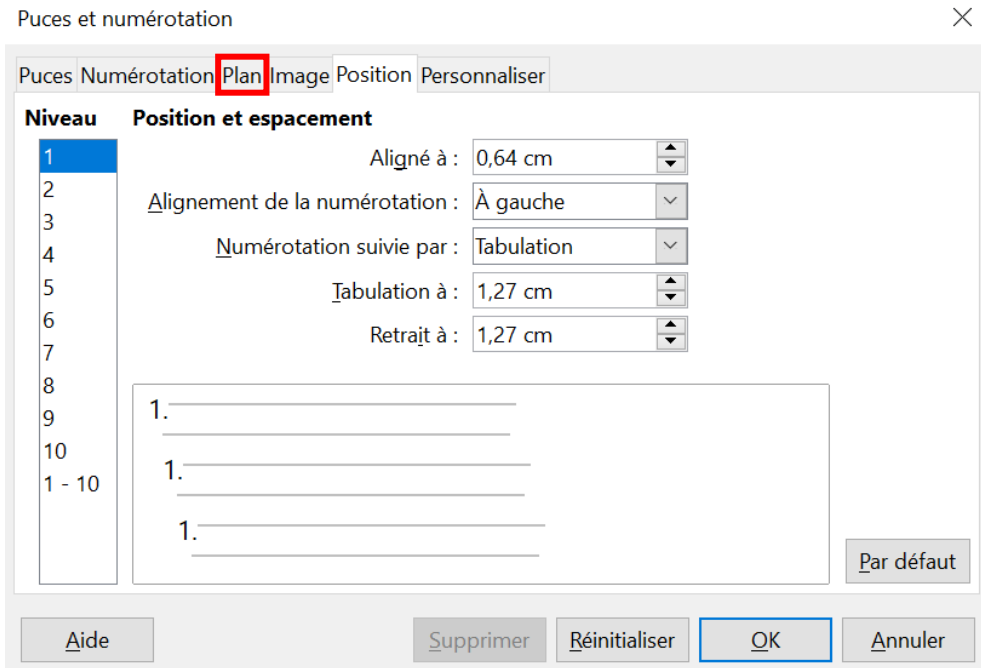 Puces et numérotation
Puces Numérotation Plan Image Position Personnaliser
Niveau Position et espacement
1
2
3
4
5
6
7
8
9
10
1 - 10
Aligné à : 0,64 cm
Alignement de la numérotation : À gauche
Numérotation suivie par : Tabulation
Tabulation à : 1,27 cm
Retrait à : 1,27 cm
1.
1.
1.
Par défaut
Aide Supprimer Réinitialiser OK Annuler